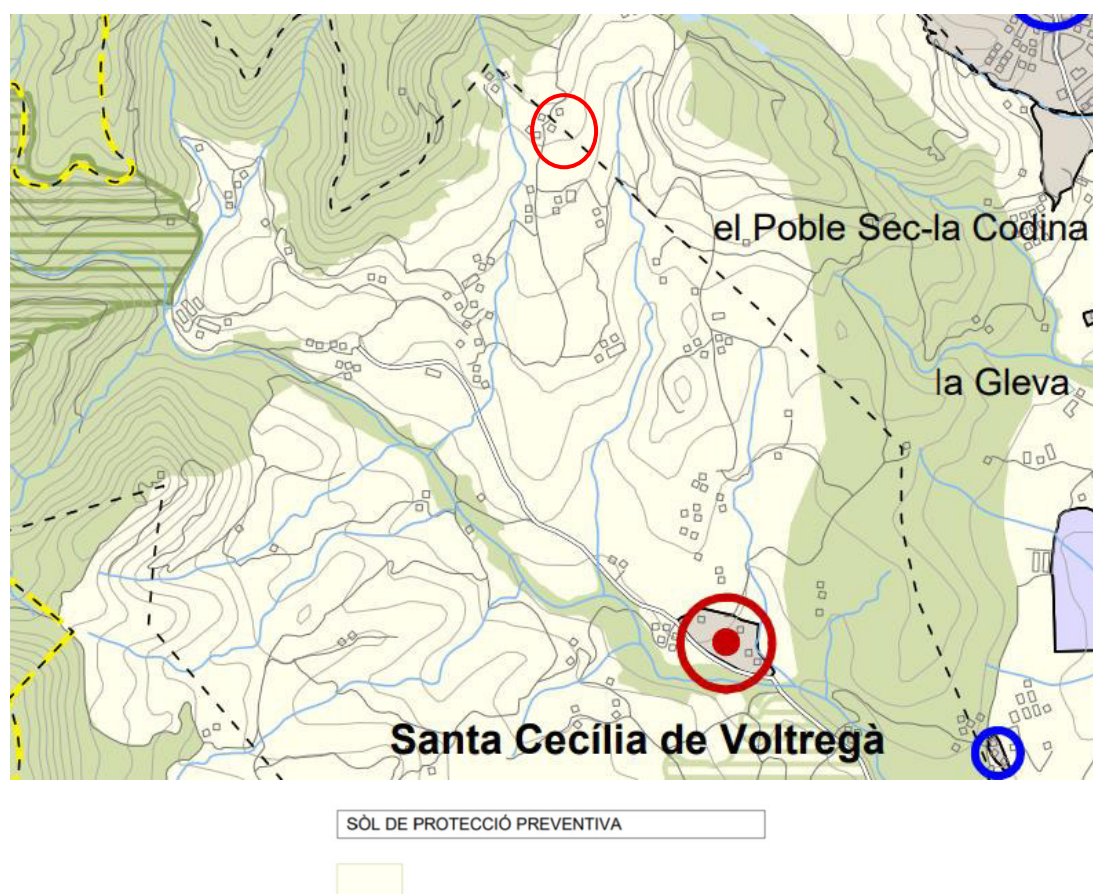 el Poble Sec-la Codina
la Gleva
Santa Cecília de Voltregà
SÒL DE PROTECCIÓ PREVENTIVA